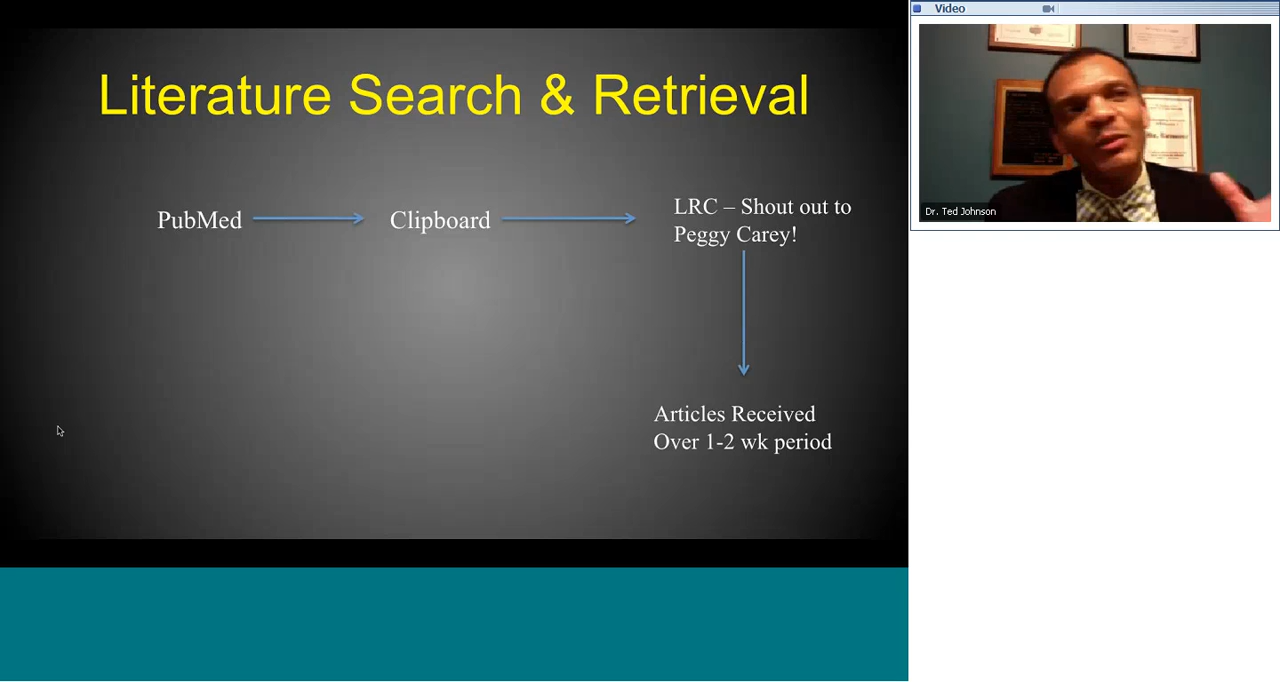 Literature Search & Retrieval
PubMed
Clipboard
LRC – Shout out to
Peggy Carey!
Articles Received
Over 1-2 wk period
Video
Dr. Ted Johnson